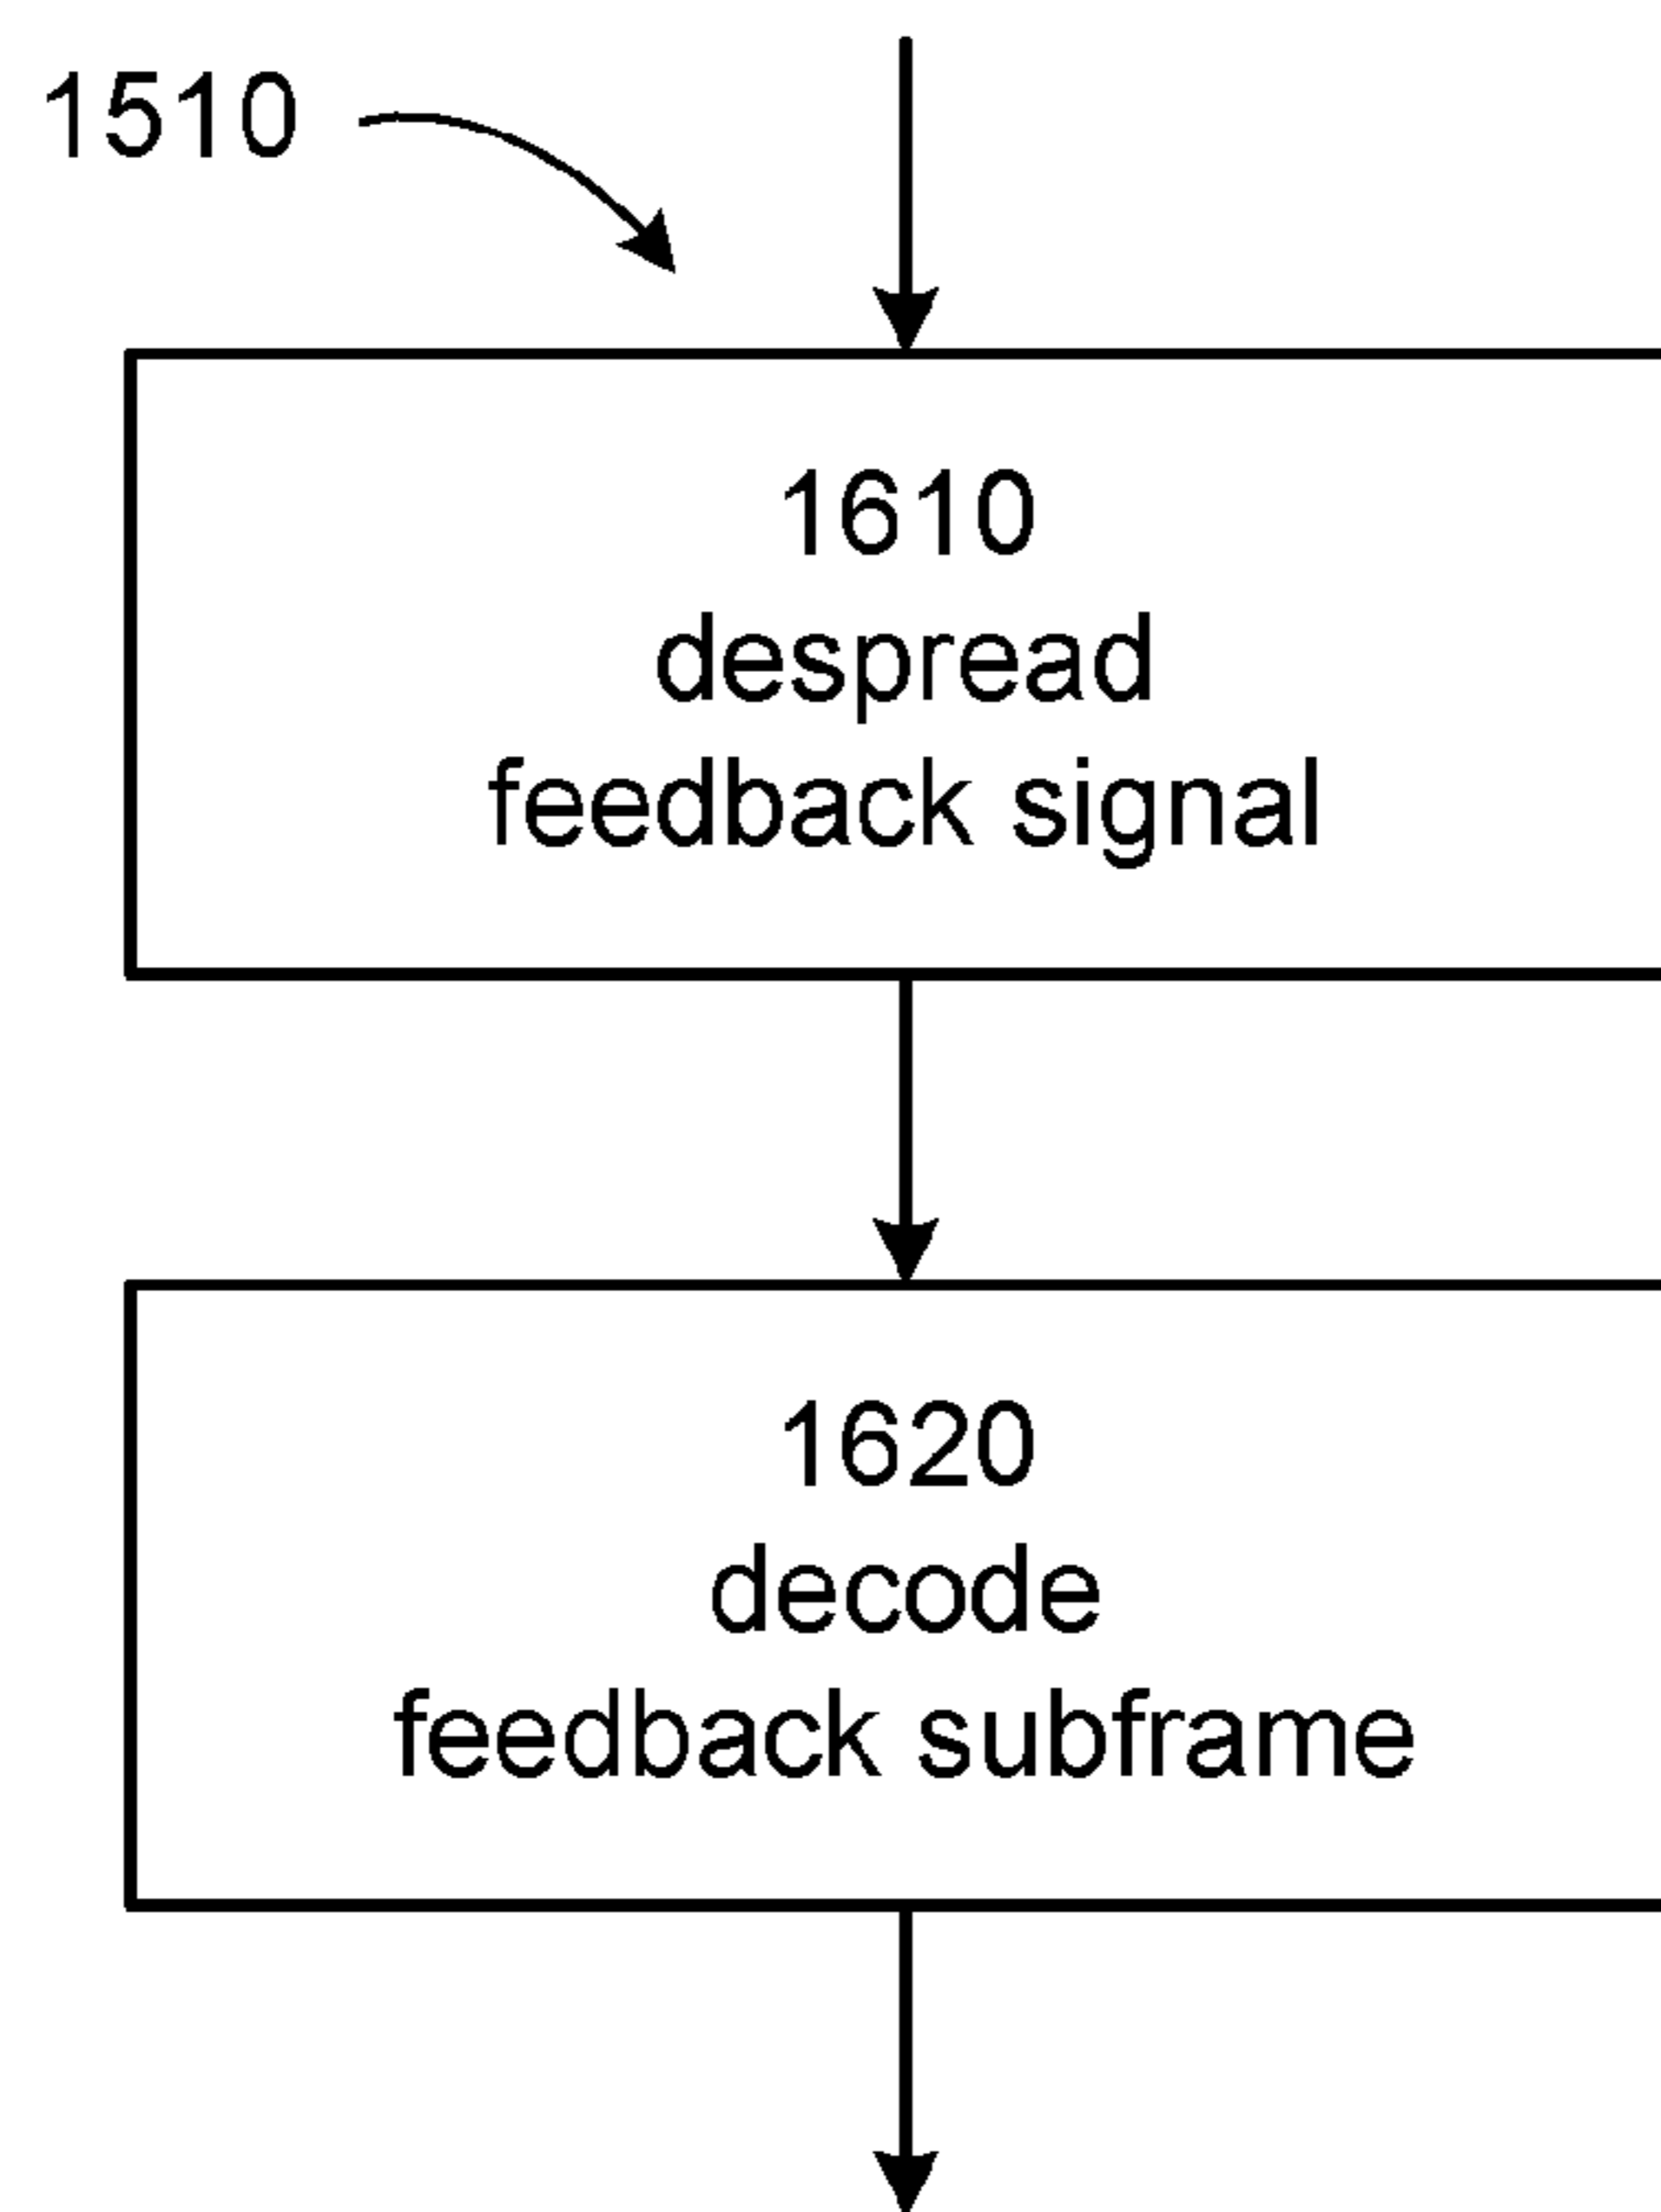 1510
1610
despread
feedback signal
1620
decode
feedback subframe